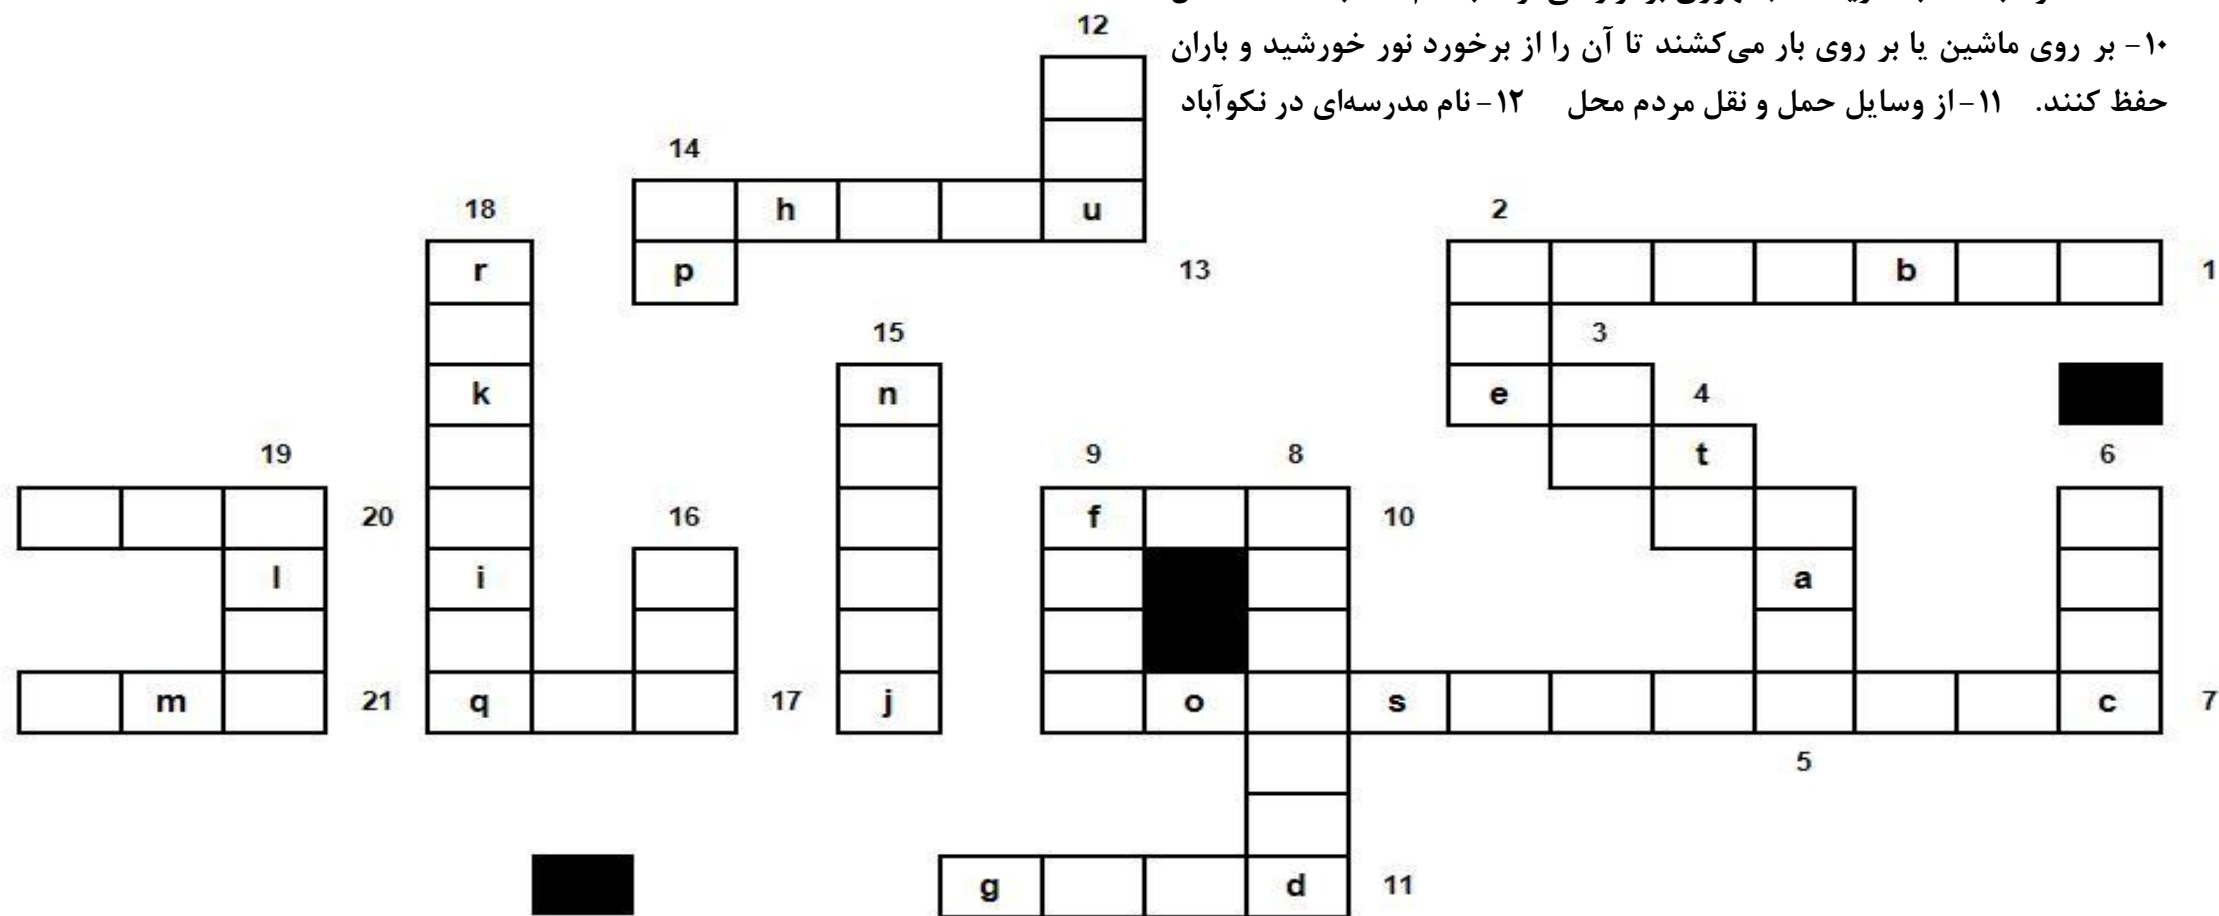 ۱۰- بر روی ماشین یا بر روی بار می‌کشند تا آن را از برخورد نور خورشید و باران
حفظ کنند. ۱۱- از وسایل حمل و نقل مردم محل ۱۲- نام مدرسه‌ای در نکوآباد
12
14
h u
18 2
r p 13 b 1
15 3
k n e 4
19 9 8 t 6
20 16 f 10
l i a
m 21 q 17 j o s c 7
5
g d 11